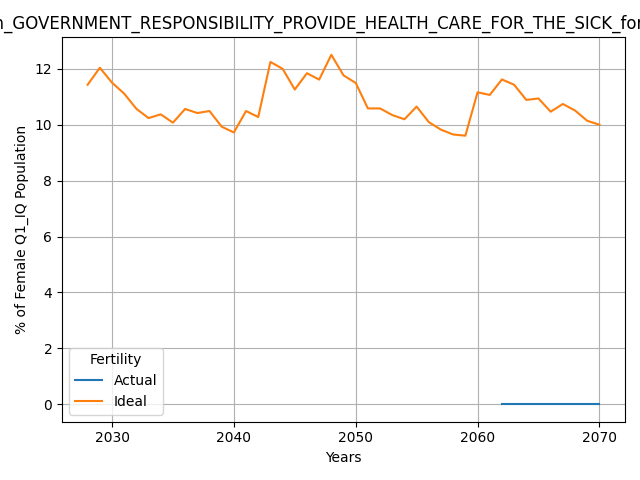 n_GOVERNMENT_RESPONSIBILITY_PROVIDE_HEALTH_CARE_FOR_THE_SICK_for
% of Female Q1_IQ Population
12
10
8
6
4
2
0
Fertility
Actual
Ideal
2030
2040
2050
2060
2070
Years